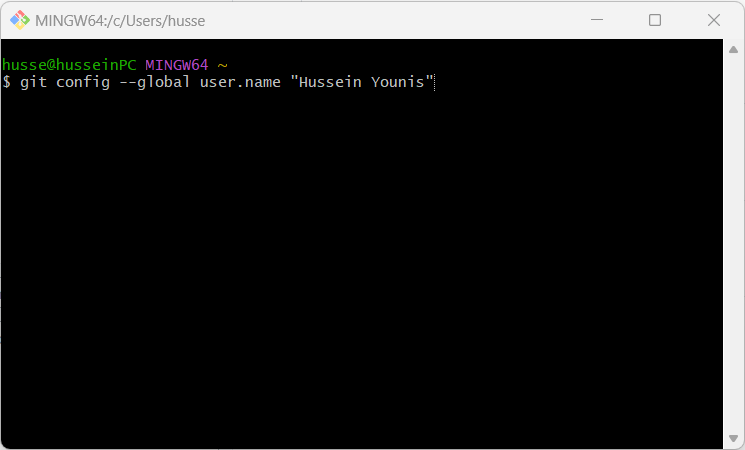 MINGW64:/c/Users/husse
husse@husseinPC MINGW64 ~
$ git config --global user.name "Hussein Younis"